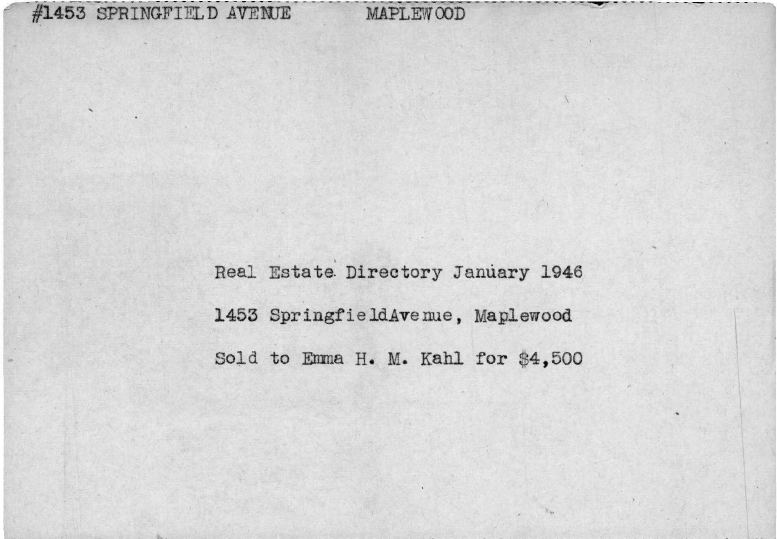 #1453 SPRINGFIELD AVENUE MAPLEWOOD
Real Estate Directory January 1946
1453 SpringfieldAvenue, Maplewood
Sold to Emma H. M. Kahl for $4,500